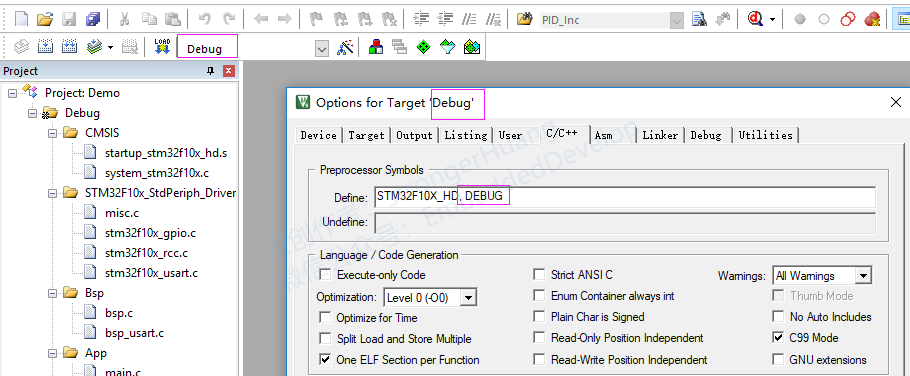 PID_Inc
LOAD
Debug
Project
Project: Demo
Debug
CMSIS
startup_stm32f10x_hd.s
system_stm32f10x.c
STM32F10x_StdPeriph_Driver
misc.c
stm32f10x_gpio.c
stm32f10x_rcc.c
stm32f10x_usart.c
Bsp
bsp.c
bsp_usart.c
App
main.c
Options for Target 'Debug'
Device Target Output Listing User C/C++ Asm Linker Debug Utilities
Preprocessor Symbols
Define: STM32F10X_HD, DEBUG
Undefine:
Language / Code Generation
Execute-only Code Strict ANSI C Warnings: All Warnings
Optimization: Level 0 (-O0) Enum Container always int Thumb Mode
Optimize for Time Plain Char is Signed No Auto Includes
Split Load and Store Multiple Read-Only Position Independent C99 Mode
One ELF Section per Function Read-Write Position Independent GNU extensions